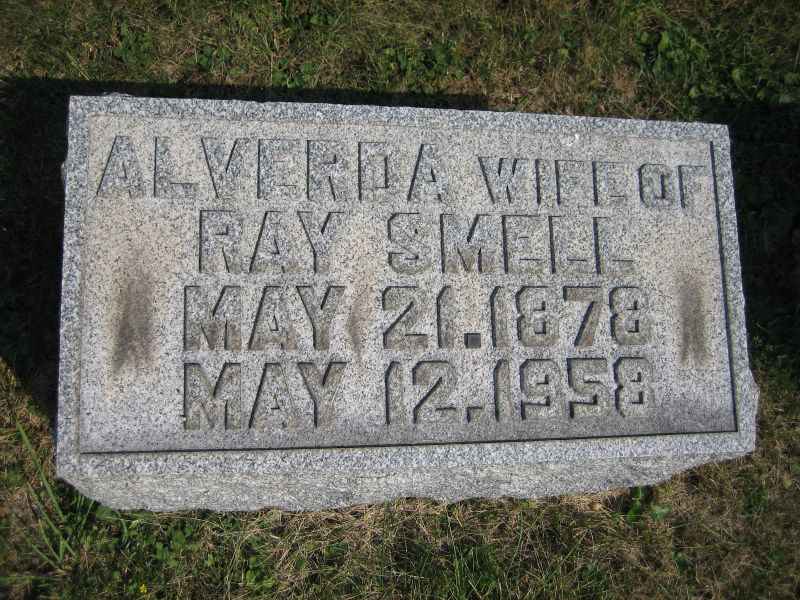 ALVERDA WIFE OF
RAY SMELL
MAY 21.1878
MAY 12.1958